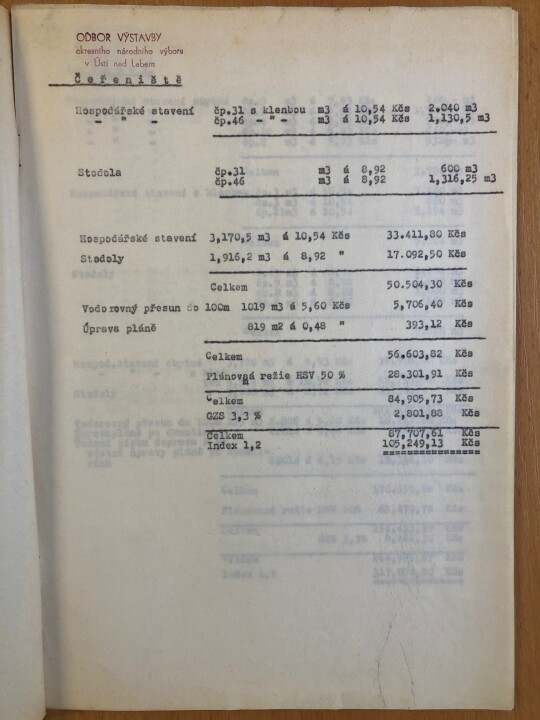 ODBOR VÝSTAVBY
okresního národního výboru
v Ústí nad Labem
Čeřeniště
Hospodářské stavení čp.31 s klenbou m3 á 10,54 Kčs 2.040 m3
- " - čp.46 - " - m3 á 10,54 Kčs 1,130,5 m3
Stodola čp.31 m3 á 8,92 600 m3
čp.46 m3 á 8,92 1,316,25 m3
Hospodářské stavení 3,170,5 m3 á 10,54 Kčs 33.411,80 Kčs
Stodoly 1,916,2 m3 á 8,92 " 17.092,50 Kčs
Celkem 50.504,30 Kčs
Vodorovný přesun do 100m 1019 m3 á 5,60 Kčs 5,706,40 Kčs
Úprava pláně 819 m2 á 0,48 " 393,12 Kčs
Celkem 56.603,82 Kčs
Plánovaná režie HSV 50 % 28.301,91 Kčs
Celkem 84,905,73 Kčs
GZS 3,3 % 2,801,88 Kčs
Celkem 87,707,61 Kčs
Index 1,2 105,249,13 Kčs